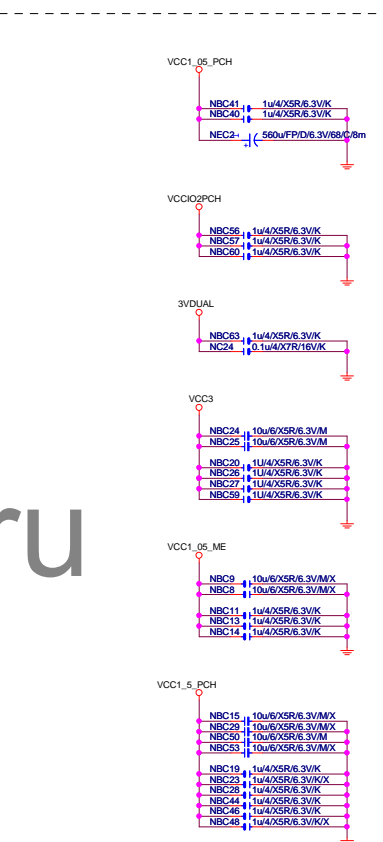 VCC1_05_PCH
NBC41 1u/4/X5R/6.3V/K
NBC40 1u/4/X5R/6.3V/K
NEC2 560u/FP/D/6.3V/68/C/8m
+
VCCIO2PCH
NBC56 1u/4/X5R/6.3V/K
NBC57 1u/4/X5R/6.3V/K
NBC60 1u/4/X5R/6.3V/K
3VDUAL
NBC63 1u/4/X5R/6.3V/K
NC24 0.1u/4/X7R/16V/K
VCC3
NBC24 10u/6/X5R/6.3V/M
NBC25 10u/6/X5R/6.3V/M
NBC20 1U/4/X5R/6.3V/K
NBC26 1U/4/X5R/6.3V/K
NBC27 1U/4/X5R/6.3V/K
NBC59 1U/4/X5R/6.3V/K
ru
VCC1_05_ME
NBC9 10u/6/X5R/6.3V/M/X
NBC8 10u/6/X5R/6.3V/M/X
NBC11 1u/4/X5R/6.3V/K
NBC13 1u/4/X5R/6.3V/K
NBC14 1u/4/X5R/6.3V/K
VCC1_5_PCH
NBC15 10u/6/X5R/6.3V/M/X
NBC29 10u/6/X5R/6.3V/M/X
NBC50 10u/6/X5R/6.3V/M
NBC53 10u/6/X5R/6.3V/M/X
NBC19 1u/4/X5R/6.3V/K
NBC23 1u/4/X5R/6.3V/K/X
NBC28 1u/4/X5R/6.3V/K
NBC44 1u/4/X5R/6.3V/K
NBC46 1u/4/X5R/6.3V/K
NBC48 1u/4/X5R/6.3V/K/X